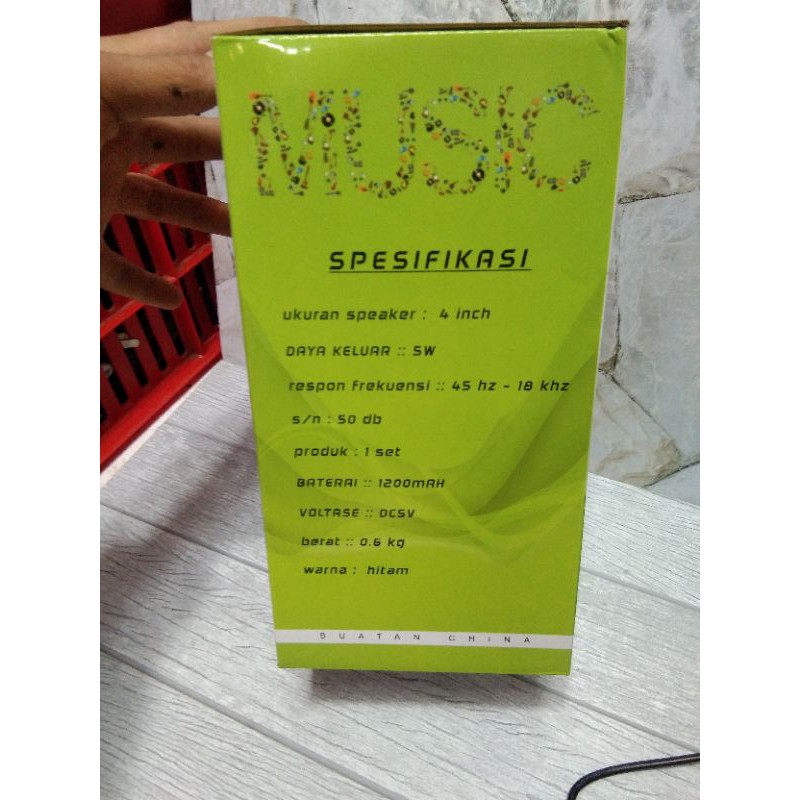 MUSIC
SPESIFIKASI
ukuran speaker : 4 inch
DAYA KELUAR :: 5W
respon frekuensi :: 45 hz - 18 khz
s/n : 50 db
produk : 1 set
BATERAI :: 1200mAH
VOLTASE :: DC5V
berat :: 0.6 kg
warna : hitam
BUATAN CHINA